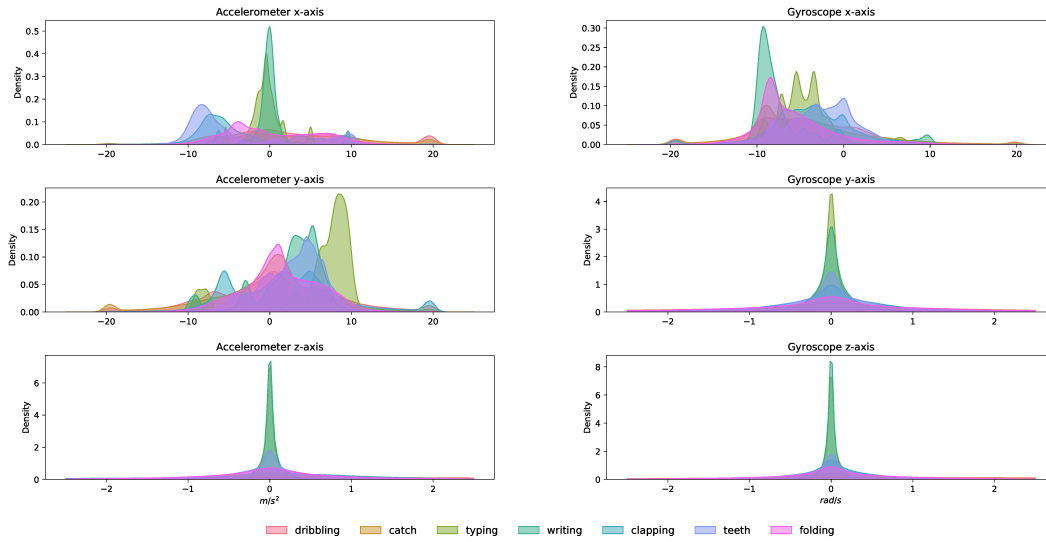 Accelerometer x-axis
Density
0.5
0.4
0.3
0.2
0.1
0.0
−20 −10 0 10 20
Gyroscope x-axis
Density
0.30
0.25
0.20
0.15
0.10
0.05
0.00
−20 −10 0 10 20
Accelerometer y-axis
Density
0.20
0.15
0.10
0.05
0.00
−20 −10 0 10 20
Gyroscope y-axis
Density
4
3
2
1
0
−2 −1 0 1 2
Accelerometer z-axis
Density
6
4
2
0
−2 −1 0 1 2
m/s²
Gyroscope z-axis
Density
8
6
4
2
0
−2 −1 0 1 2
rad/s
dribbling catch typing writing clapping teeth folding